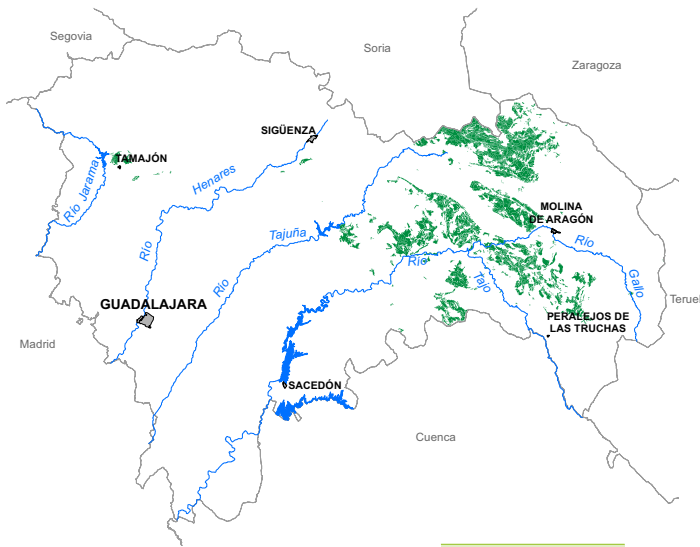 Segovia
Soria
Zaragoza
SIGÜENZA
TAMAJÓN
Río Jarama
Henares
Río
MOLINA
DE ARAGÓN
Tajuña
Río
Río
Gallo
Río
Tajo
GUADALAJARA
Teruel
PERALEJOS DE
LAS TRUCHAS
Madrid
SACEDÓN
Cuenca